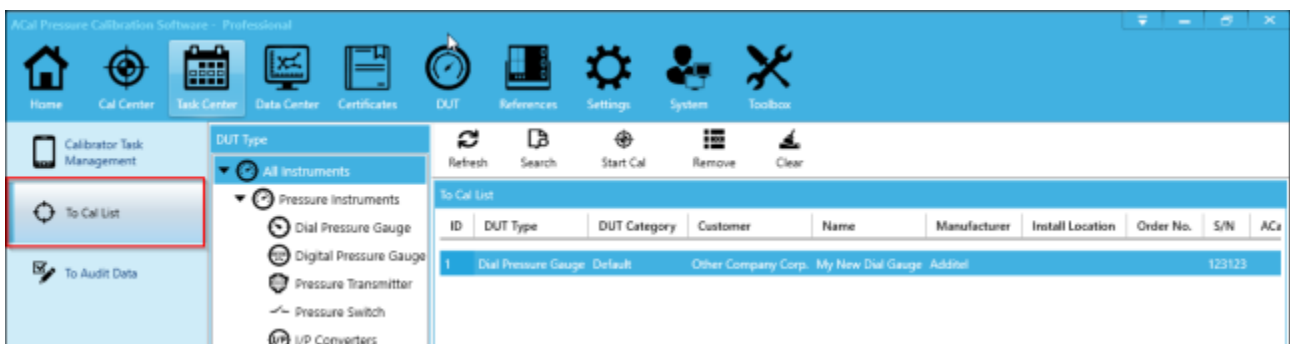 ACal Pressure Calibration Software - Professional
Home Cal Center Task Center Data Center Certificates DUT References Settings System Toolbox
Calibrator Task
Management
To Cal List
To Audit Data
DUT Type
All Instruments
Pressure Instruments
Dial Pressure Gauge
Digital Pressure Gauge
Pressure Transmitter
Pressure Switch
I/P Converters
Refresh Search Start Cal Remove Clear
To Cal List
ID DUT Type DUT Category Customer Name Manufacturer Install Location Order No. S/N ACa
1 Dial Pressure Gauge Default Other Company Corp. My New Dial Gauge Additel 123123